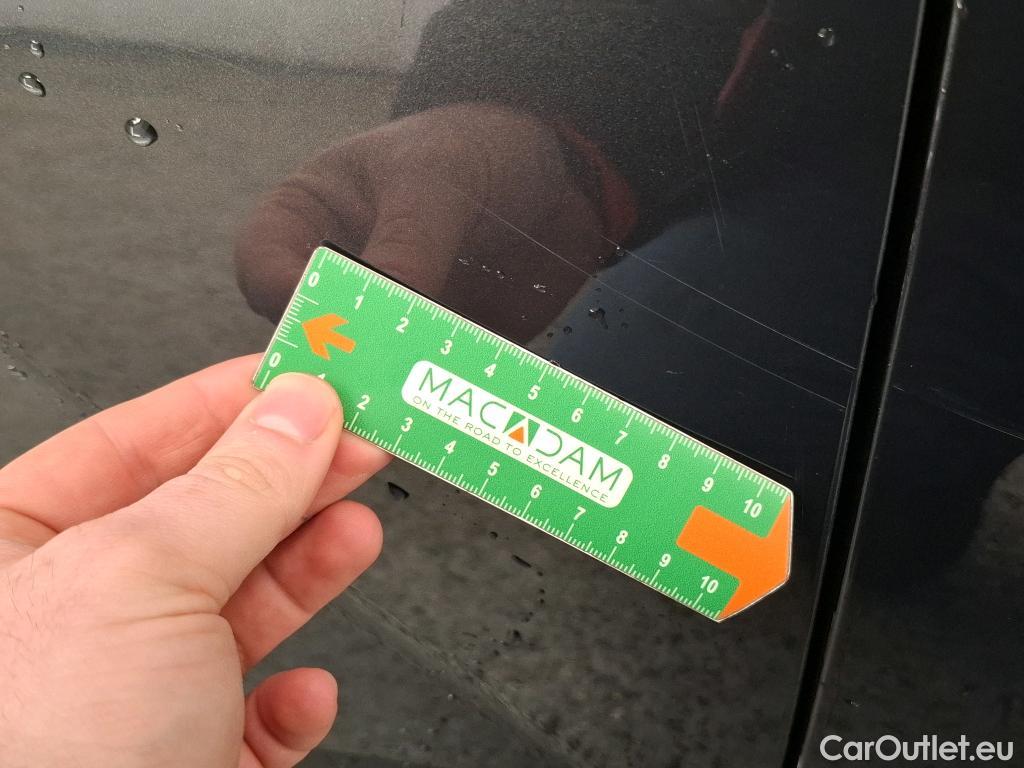 0 1 2 3 4 5 6 7 8 9 10
MACADAM
ON THE ROAD TO EXCELLENCE
0 1 2 3 4 5 6 7 8 9 10
CarOutlet.eu